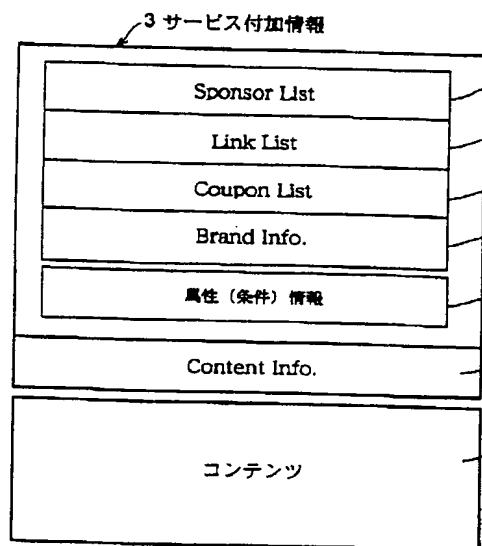 3 サービス付加情報
Sponsor List
Link List
Coupon List
Brand Info.
属性（条件）情報
Content Info.
コンテンツ